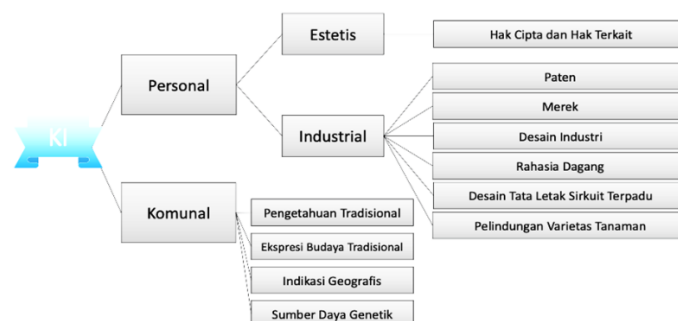 KI
Personal
Estetis
Hak Cipta dan Hak Terkait
Industrial
Paten
Merek
Desain Industri
Rahasia Dagang
Desain Tata Letak Sirkuit Terpadu
Pelindungan Varietas Tanaman
Komunal
Pengetahuan Tradisional
Ekspresi Budaya Tradisional
Indikasi Geografis
Sumber Daya Genetik